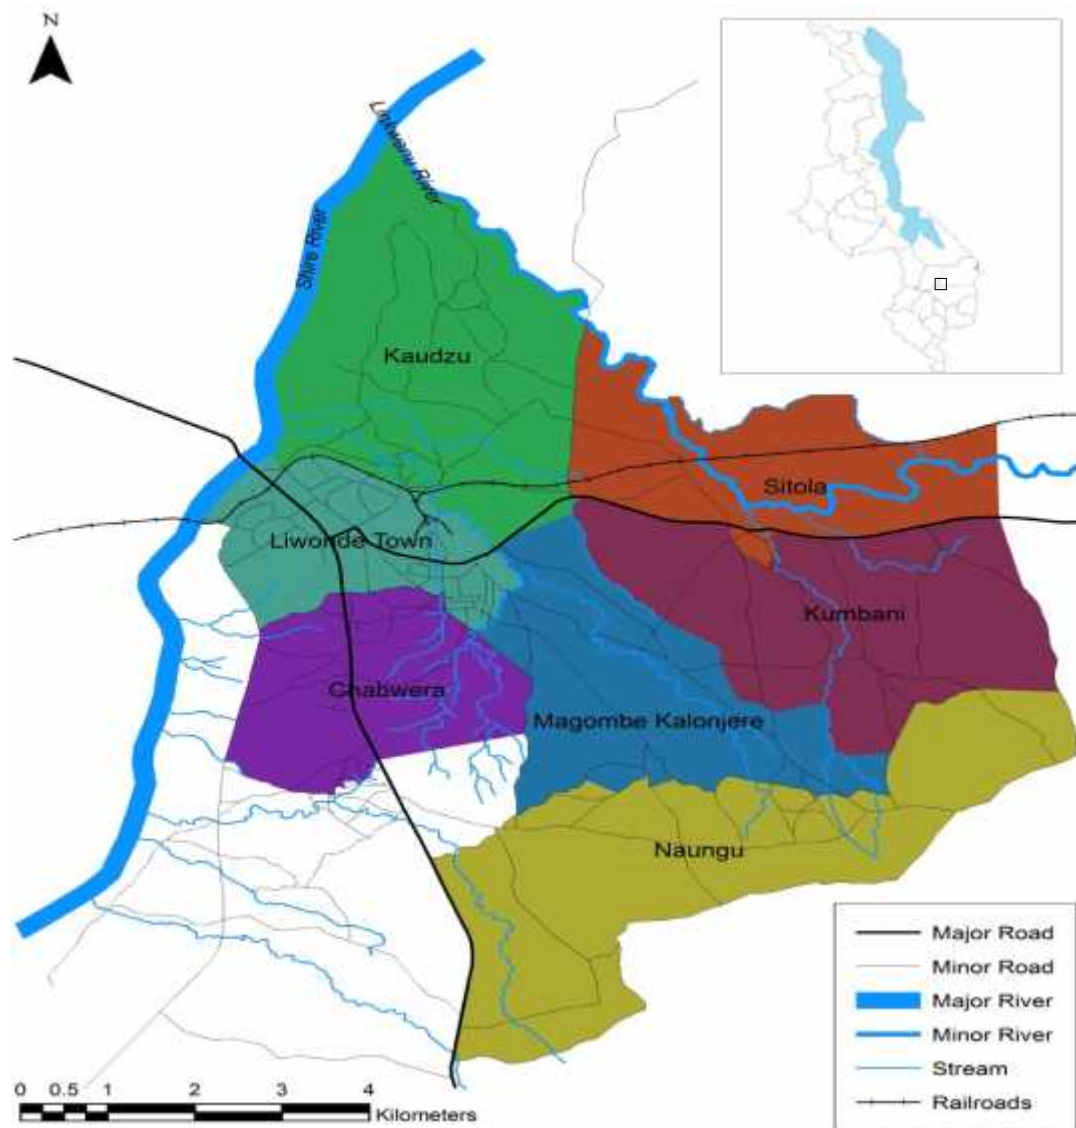 N
Likwenu River
Shire River
Kaudzu
Sitola
Liwonde Town
Kumbani
Chabwera
Magombe Kalonjere
Naungu
Major Road
Minor Road
Major River
Minor River
Stream
Railroads
0 0.5 1 2 3 4
Kilometers